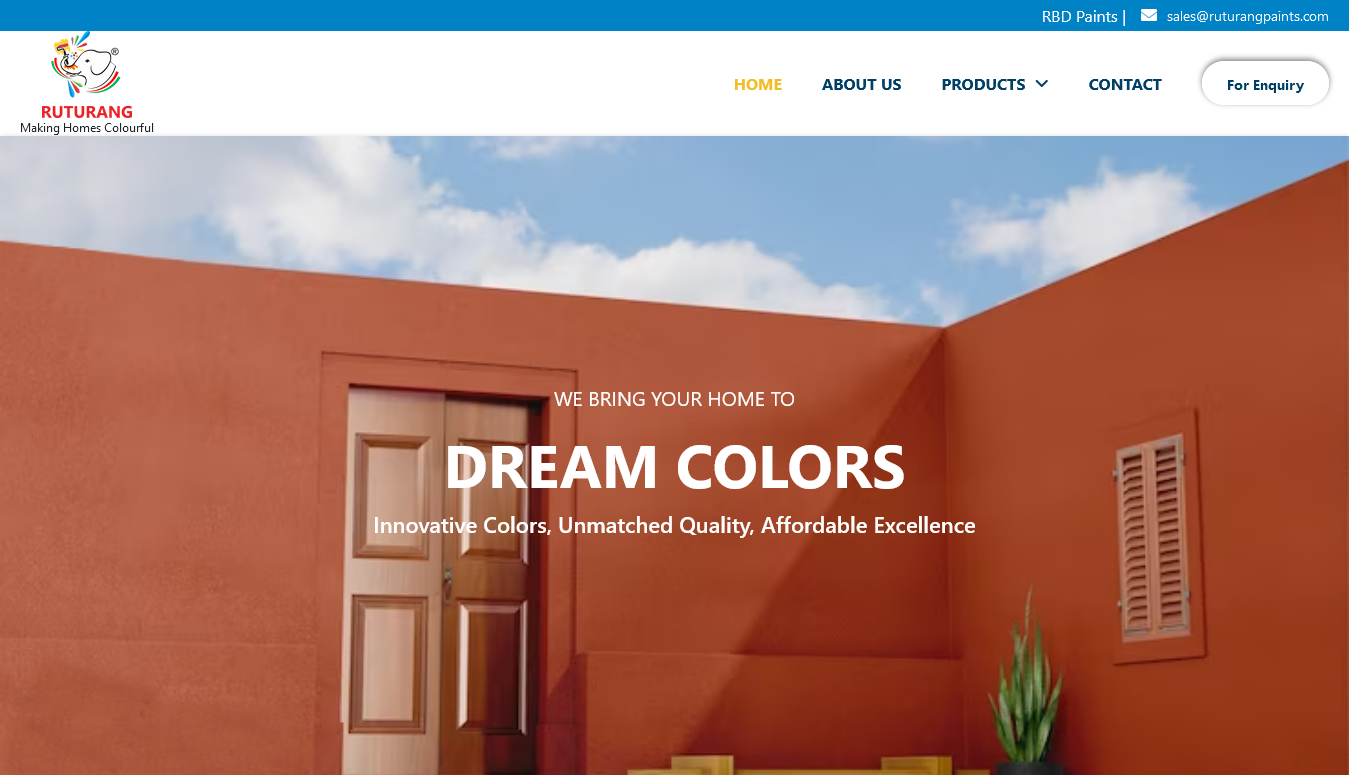 RBD Paints | sales@ruturangpaints.com
®
RUTURANG
Making Homes Colourful
HOME ABOUT US PRODUCTS CONTACT For Enquiry
WE BRING YOUR HOME TO
DREAM COLORS
Innovative Colors, Unmatched Quality, Affordable Excellence